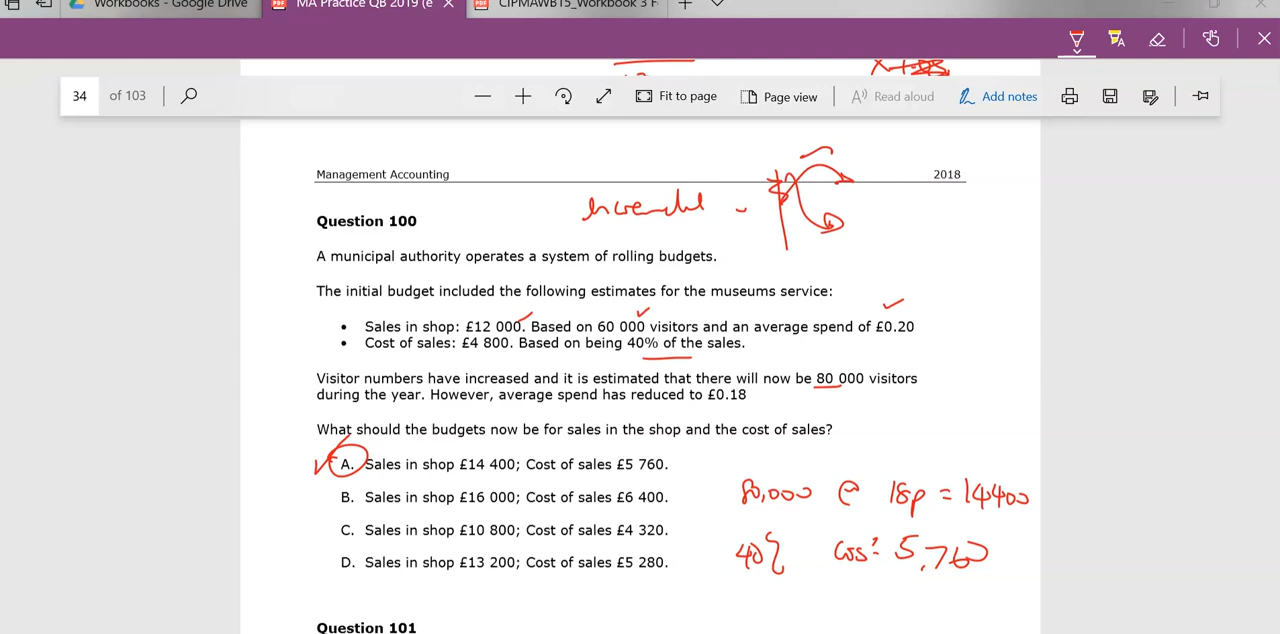 Workbooks - Google Drive
MA Practice QB 2019 (e
CIPMAWB15_Workbook 3 F
34 of 103
Fit to page
Page view
A Read aloud
Add notes
Management Accounting
2018
Question 100
A municipal authority operates a system of rolling budgets.
The initial budget included the following estimates for the museums service:
• Sales in shop: £12 000. Based on 60 000 visitors and an average spend of £0.20
• Cost of sales: £4 800. Based on being 40% of the sales.
Visitor numbers have increased and it is estimated that there will now be 80 000 visitors
during the year. However, average spend has reduced to £0.18
What should the budgets now be for sales in the shop and the cost of sales?
A. Sales in shop £14 400; Cost of sales £5 760.
B. Sales in shop £16 000; Cost of sales £6 400.
C. Sales in shop £10 800; Cost of sales £4 320.
D. Sales in shop £13 200; Cost of sales £5 280.
80,000 @ 18p = 14400
40% 5,760
Question 101